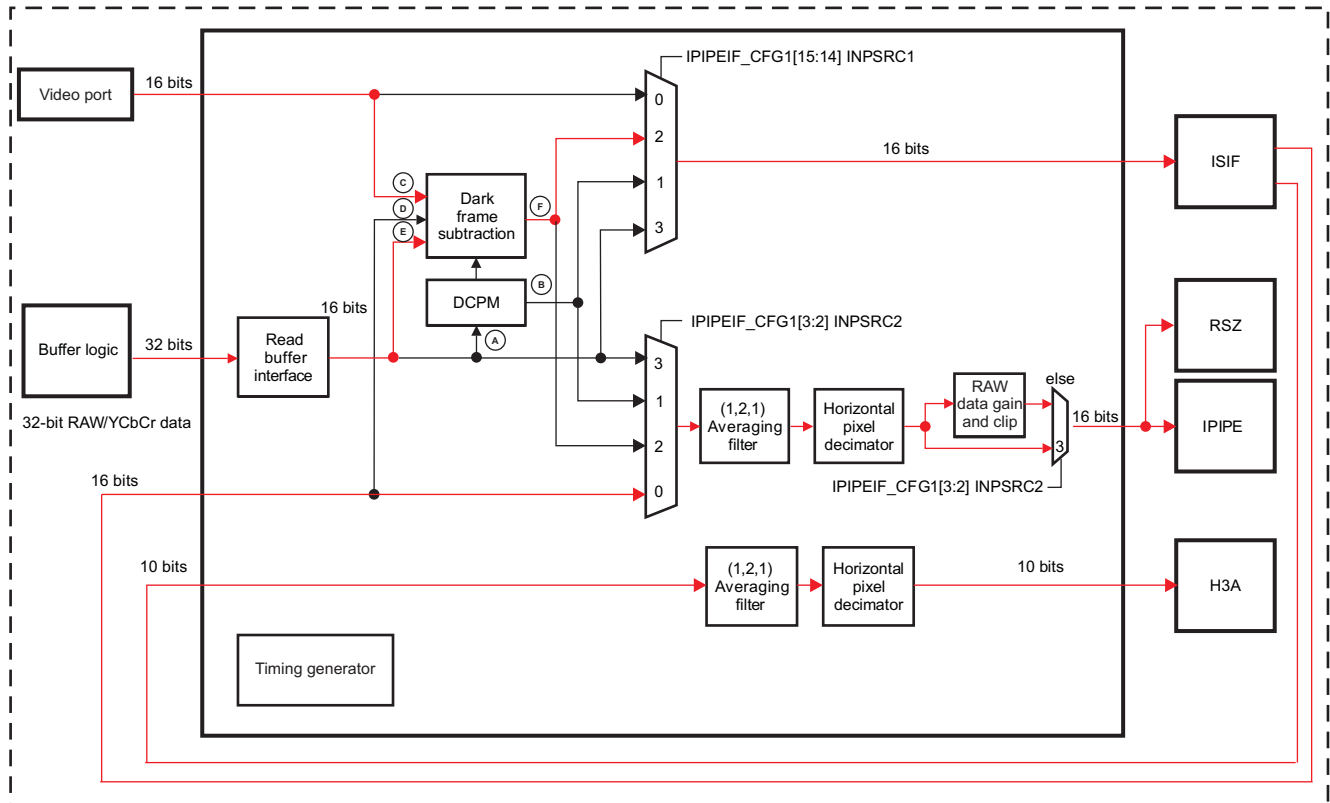 IPIPEIF_CFG1[15:14] INPSRC1
Video port
16 bits
0
2
1
3
16 bits
ISIF
C
D
E
Dark
frame
subtraction
F
DCPM
B
A
16 bits
Buffer logic
32 bits
Read
buffer
interface
32-bit RAW/YCbCr data
IPIPEIF_CFG1[3:2] INPSRC2
3
1
2
0
(1,2,1)
Averaging
filter
Horizontal
pixel
decimator
RAW
data gain
and clip
else
3
16 bits
IPIPEIF_CFG1[3:2] INPSRC2
RSZ
IPIPE
16 bits
10 bits
(1,2,1)
Averaging
filter
Horizontal
pixel
decimator
10 bits
H3A
Timing generator